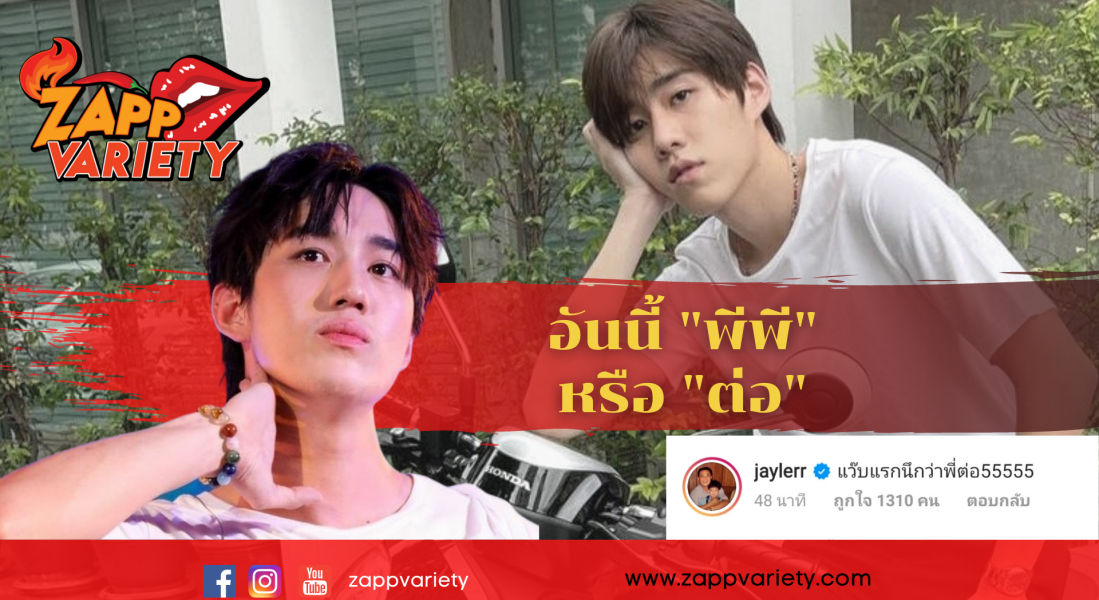 ZAPP
VARIETY
อันนี้ "พีพี"
หรือ "ต่อ"
HONDA
jaylerr แว๊บแรกนึกว่าพี่ต่อ55555
48 นาที ถูกใจ 1310 คน ตอบกลับ
You
Tube
zappvariety
www.zappvariety.com